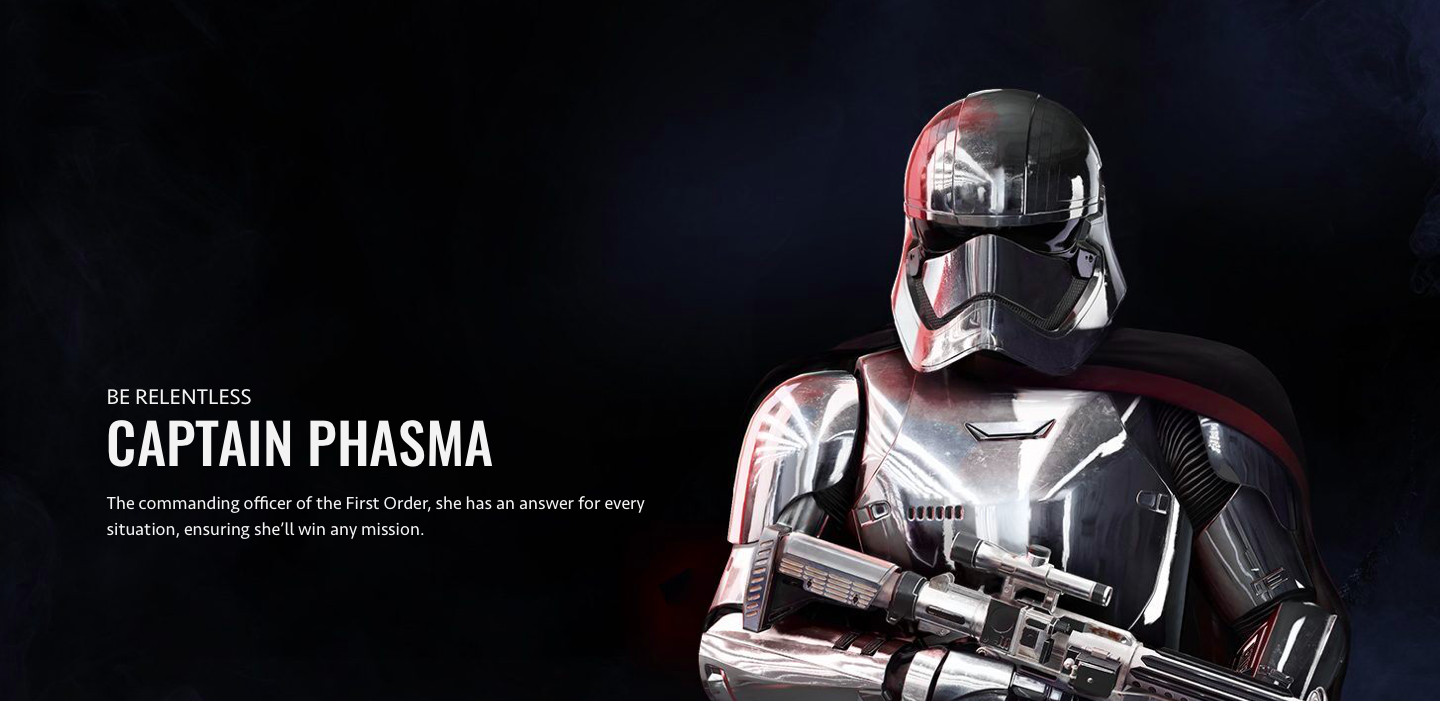 BE RELENTLESS
CAPTAIN PHASMA
The commanding officer of the First Order, she has an answer for every
situation, ensuring she’ll win any mission.